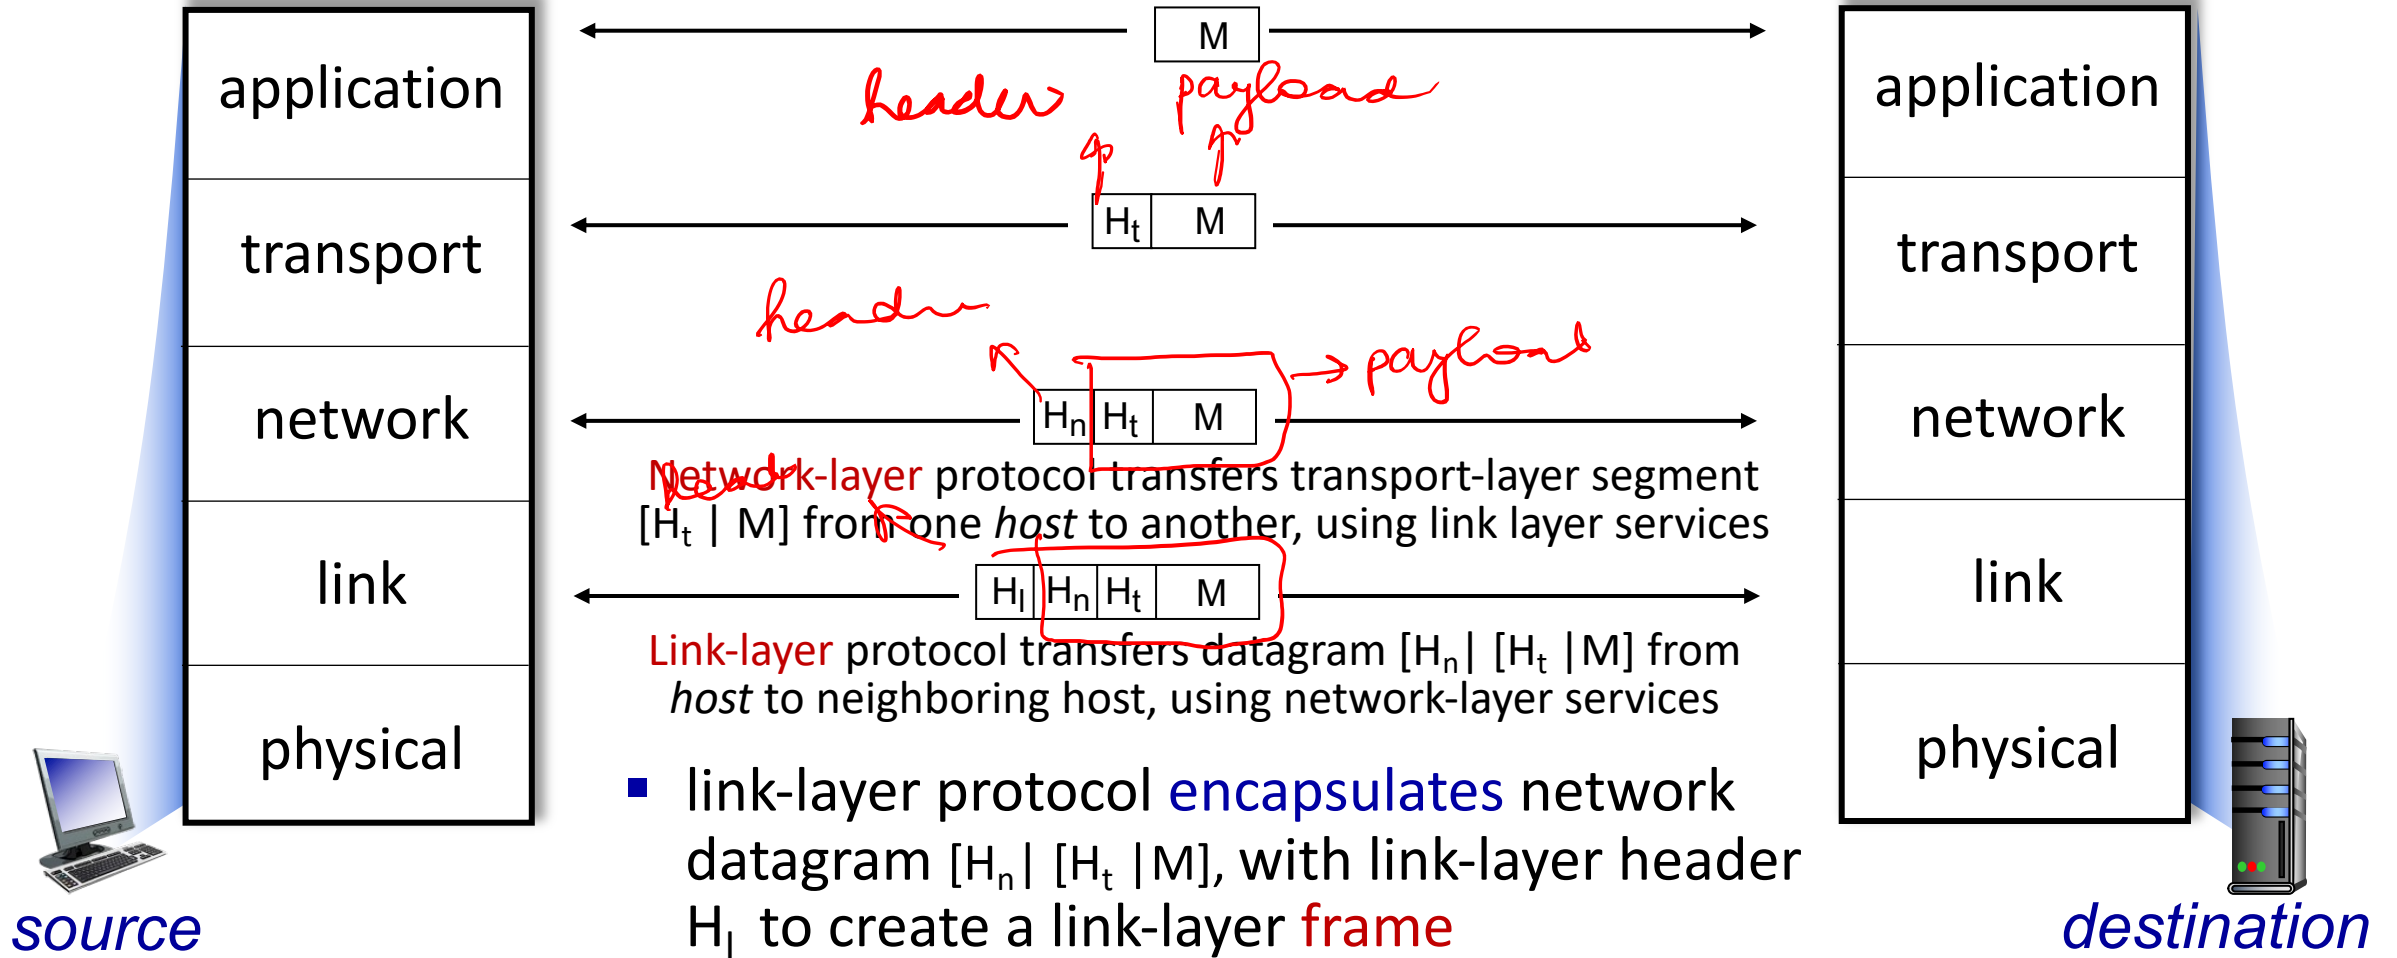 M
application
application
header payload
Ht M
transport
transport
header
payload
Hn Ht M
network
network
Network-layer protocol transfers transport-layer segment
head
[Ht | M] from one host to another, using link layer services
Hl Hn Ht M
link
link
Link-layer protocol transfers datagram [Hn| [Ht |M] from
host to neighboring host, using network-layer services
physical
physical
▪ link-layer protocol encapsulates network
datagram [Hn| [Ht |M], with link-layer header
Hl to create a link-layer frame
source
destination